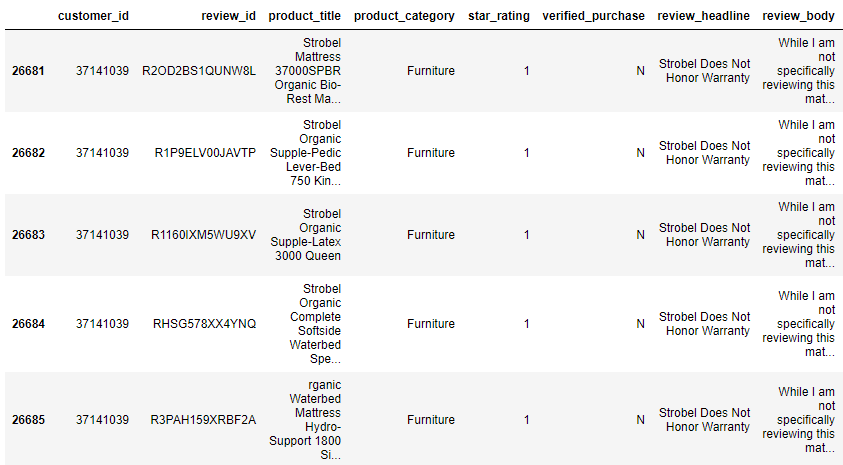 customer_id review_id product_title product_category star_rating verified_purchase review_headline review_body
26681 37141039 R2OD2BS1QUNW8L Strobel Mattress 37000SPBR Organic Bio-Rest Ma... Furniture 1 N Strobel Does Not Honor Warranty While I am not specifically reviewing this mat...
26682 37141039 R1P9ELV00JAVTP Strobel Organic Supple-Pedic Lever-Bed 750 Kin... Furniture 1 N Strobel Does Not Honor Warranty While I am not specifically reviewing this mat...
26683 37141039 R1160IXM5WU9XV Strobel Organic Supple-Latex 3000 Queen Furniture 1 N Strobel Does Not Honor Warranty While I am not specifically reviewing this mat...
26684 37141039 RHSG578XX4YNQ Strobel Organic Complete Softside Waterbed Spe... Furniture 1 N Strobel Does Not Honor Warranty While I am not specifically reviewing this mat...
26685 37141039 R3PAH159XRBF2A rganic Waterbed Mattress Hydro-Support 1800 Si... Furniture 1 N Strobel Does Not Honor Warranty While I am not specifically reviewing this mat...